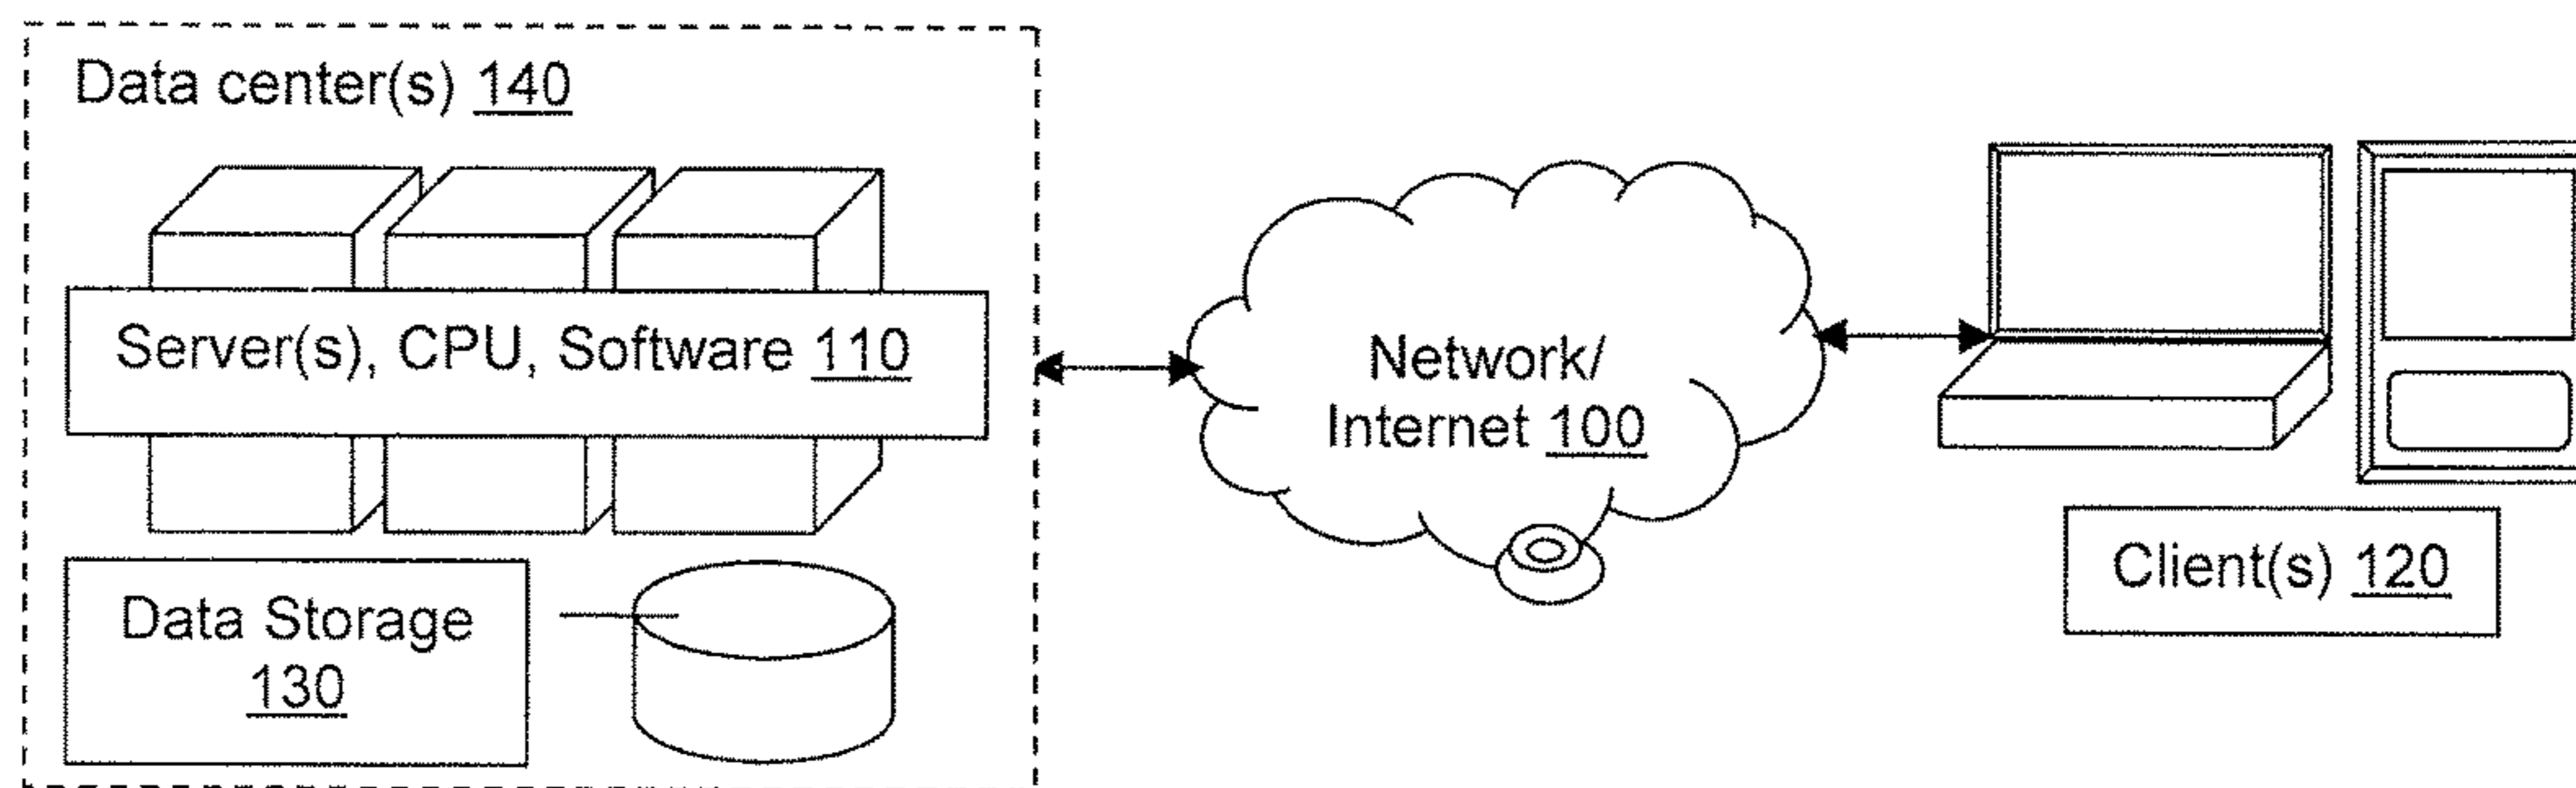 Data center(s) 140
Server(s), CPU, Software 110
Data Storage
130
Network/
Internet 100
Client(s) 120